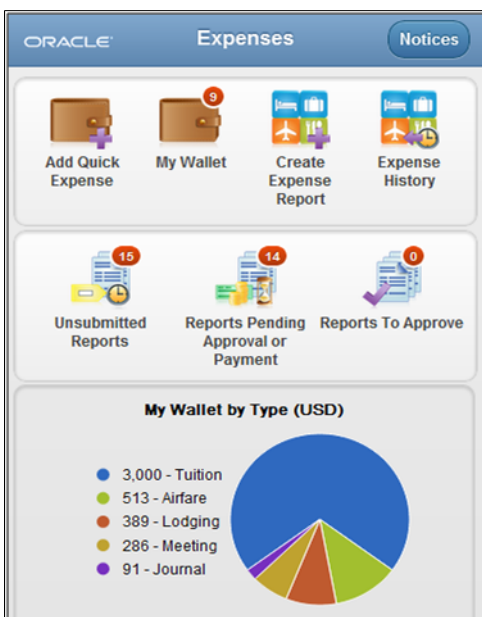 ORACLE Expenses Notices
9
Add Quick My Wallet Create Expense
Expense Expense History
Report
15 14 0
Unsubmitted Reports Pending Reports To Approve
Reports Approval or
Payment
My Wallet by Type (USD)
3,000 - Tuition
513 - Airfare
389 - Lodging
286 - Meeting
91 - Journal